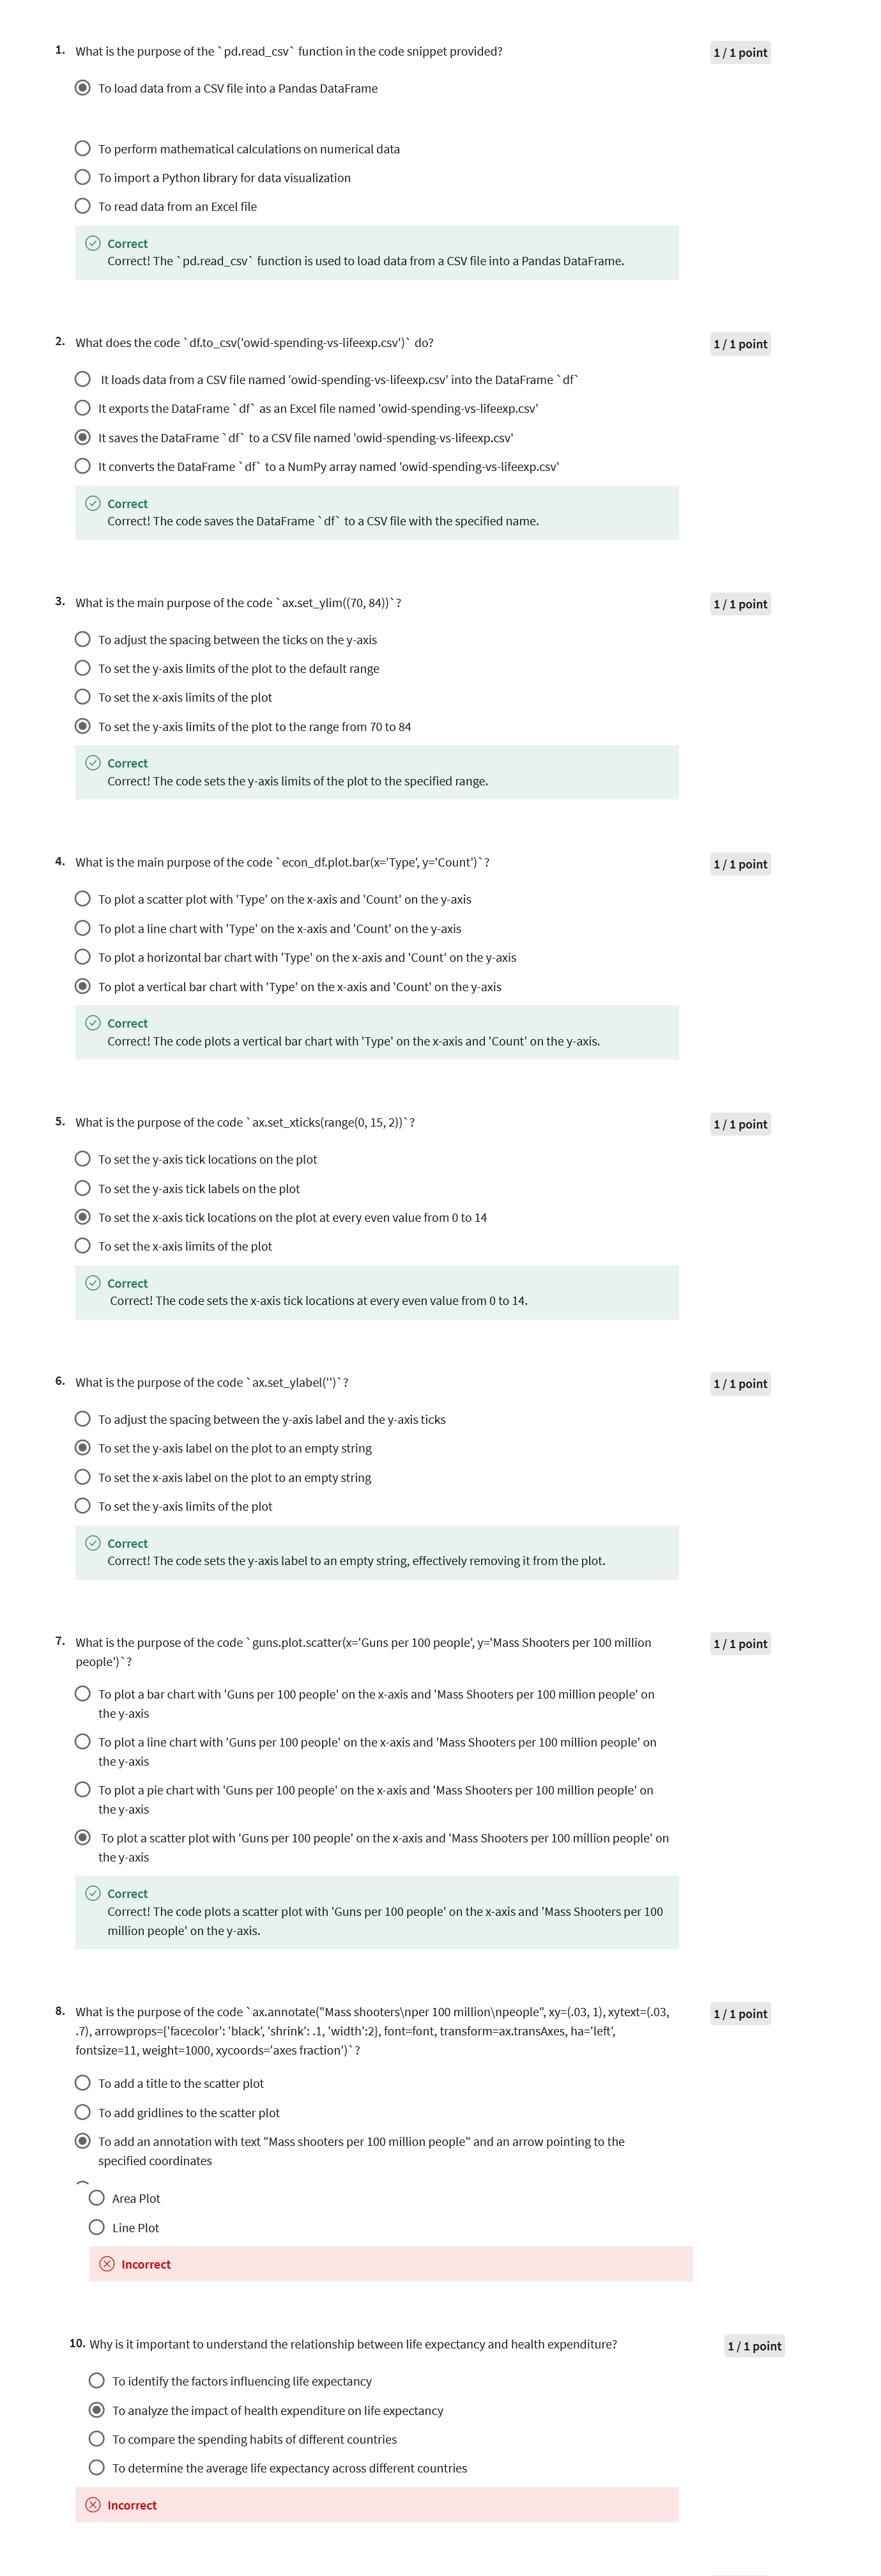 1. What is the purpose of the `pd.read_csv` function in the code snippet provided?
1 / 1 point
To load data from a CSV file into a Pandas DataFrame
To perform mathematical calculations on numerical data
To import a Python library for data visualization
To read data from an Excel file
Correct
Correct! The `pd.read_csv` function is used to load data from a CSV file into a Pandas DataFrame.
2. What does the code `df.to_csv('owid-spending-vs-lifeexp.csv')` do?
1 / 1 point
It loads data from a CSV file named 'owid-spending-vs-lifeexp.csv' into the DataFrame `df`
It exports the DataFrame `df` as an Excel file named 'owid-spending-vs-lifeexp.csv'
It saves the DataFrame `df` to a CSV file named 'owid-spending-vs-lifeexp.csv'
It converts the DataFrame `df` to a NumPy array named 'owid-spending-vs-lifeexp.csv'
Correct
Correct! The code saves the DataFrame `df` to a CSV file with the specified name.
3. What is the main purpose of the code `ax.set_ylim((70, 84))`?
1 / 1 point
To adjust the spacing between the ticks on the y-axis
To set the y-axis limits of the plot to the default range
To set the x-axis limits of the plot
To set the y-axis limits of the plot to the range from 70 to 84
Correct
Correct! The code sets the y-axis limits of the plot to the specified range.
4. What is the main purpose of the code `econ_df.plot.bar(x='Type', y='Count')`?
1 / 1 point
To plot a scatter plot with 'Type' on the x-axis and 'Count' on the y-axis
To plot a line chart with 'Type' on the x-axis and 'Count' on the y-axis
To plot a horizontal bar chart with 'Type' on the x-axis and 'Count' on the y-axis
To plot a vertical bar chart with 'Type' on the x-axis and 'Count' on the y-axis
Correct
Correct! The code plots a vertical bar chart with 'Type' on the x-axis and 'Count' on the y-axis.
5. What is the purpose of the code `ax.set_xticks(range(0, 15, 2))`?
1 / 1 point
To set the y-axis tick locations on the plot
To set the y-axis tick labels on the plot
To set the x-axis tick locations on the plot at every even value from 0 to 14
To set the x-axis limits of the plot
Correct
Correct! The code sets the x-axis tick locations at every even value from 0 to 14.
6. What is the purpose of the code `ax.set_ylabel('')`?
1 / 1 point
To adjust the spacing between the y-axis label and the y-axis ticks
To set the y-axis label on the plot to an empty string
To set the x-axis label on the plot to an empty string
To set the y-axis limits of the plot
Correct
Correct! The code sets the y-axis label to an empty string, effectively removing it from the plot.
7. What is the purpose of the code `guns.plot.scatter(x='Guns per 100 people', y='Mass Shooters per 100 million
people')`?
1 / 1 point
To plot a bar chart with 'Guns per 100 people' on the x-axis and 'Mass Shooters per 100 million people' on
the y-axis
To plot a line chart with 'Guns per 100 people' on the x-axis and 'Mass Shooters per 100 million people' on
the y-axis
To plot a pie chart with 'Guns per 100 people' on the x-axis and 'Mass Shooters per 100 million people' on
the y-axis
To plot a scatter plot with 'Guns per 100 people' on the x-axis and 'Mass Shooters per 100 million people' on
the y-axis
Correct
Correct! The code plots a scatter plot with 'Guns per 100 people' on the x-axis and 'Mass Shooters per 100
million people' on the y-axis.
8. What is the purpose of the code `ax.annotate("Mass shooters\nper 100 million\npeople", xy=(.03, 1), xytext=(.03,
.7), arrowprops={'facecolor': 'black', 'shrink': .1, 'width':2}, font=font, transform=ax.transAxes, ha='left',
fontsize=11, weight=1000, xycoords='axes fraction')`?
1 / 1 point
To add a title to the scatter plot
To add gridlines to the scatter plot
To add an annotation with text "Mass shooters per 100 million people" and an arrow pointing to the
specified coordinates
Area Plot
Line Plot
Incorrect
10. Why is it important to understand the relationship between life expectancy and health expenditure?
1 / 1 point
To identify the factors influencing life expectancy
To analyze the impact of health expenditure on life expectancy
To compare the spending habits of different countries
To determine the average life expectancy across different countries
Incorrect